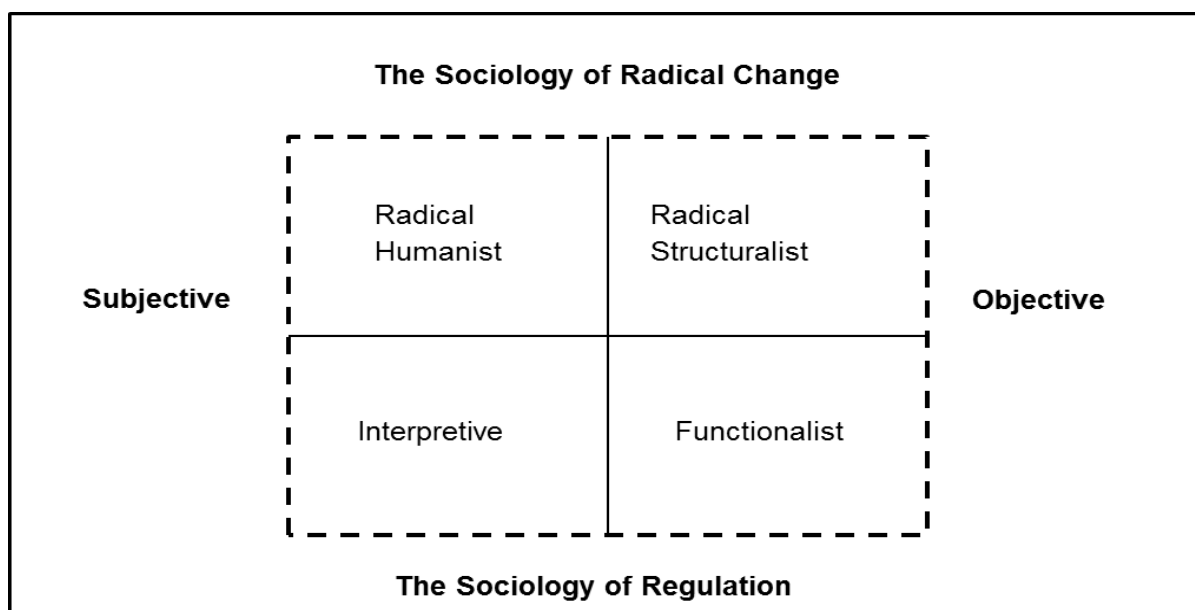 The Sociology of Radical Change
Radical
Humanist
Radical
Structuralist
Subjective
Objective
Interpretive
Functionalist
The Sociology of Regulation